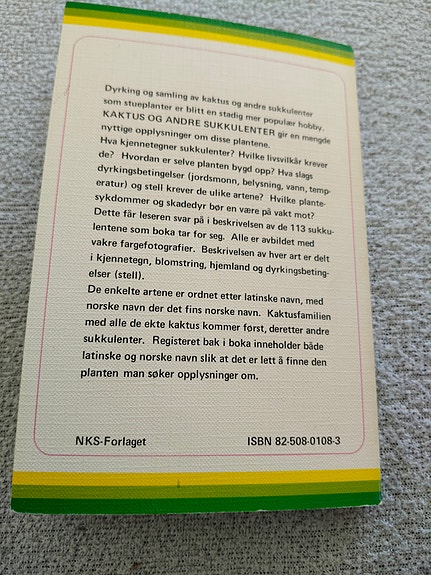 Dyrking og samling av kaktus og andre sukkulenter
som stueplanter er blitt en stadig mer populær hobby.
KAKTUS OG ANDRE SUKKULENTER gir en mengde
nyttige opplysninger om disse plantene.
Hva kjennetegner sukkulenter? Hvilke livsvilkår krever
de? Hvordan er selve planten bygd opp? Hva slags
dyrkingsbetingelser (jordsmonn, belysning, vann, temp-
eratur) og stell krever de ulike artene? Hvilke plante-
sykdommer og skadedyr bør en være på vakt mot?
Dette får leseren svar på i beskrivelsen av de 113 sukku-
lentene som boka tar for seg. Alle er avbildet med
vakre fargefotografier. Beskrivelsen av hver art er delt
i kjennetegn, blomstring, hjemland og dyrkingsbeting-
elser (stell).
De enkelte artene er ordnet etter latinske navn, med
norske navn der det fins norske navn. Kaktusfamilien
med alle de ekte kaktus kommer først, deretter andre
sukkulenter. Registeret bak i boka inneholder både
latinske og norske navn slik at det er lett å finne den
planten man søker opplysninger om.
NKS-Forlaget ISBN 82-508-0108-3